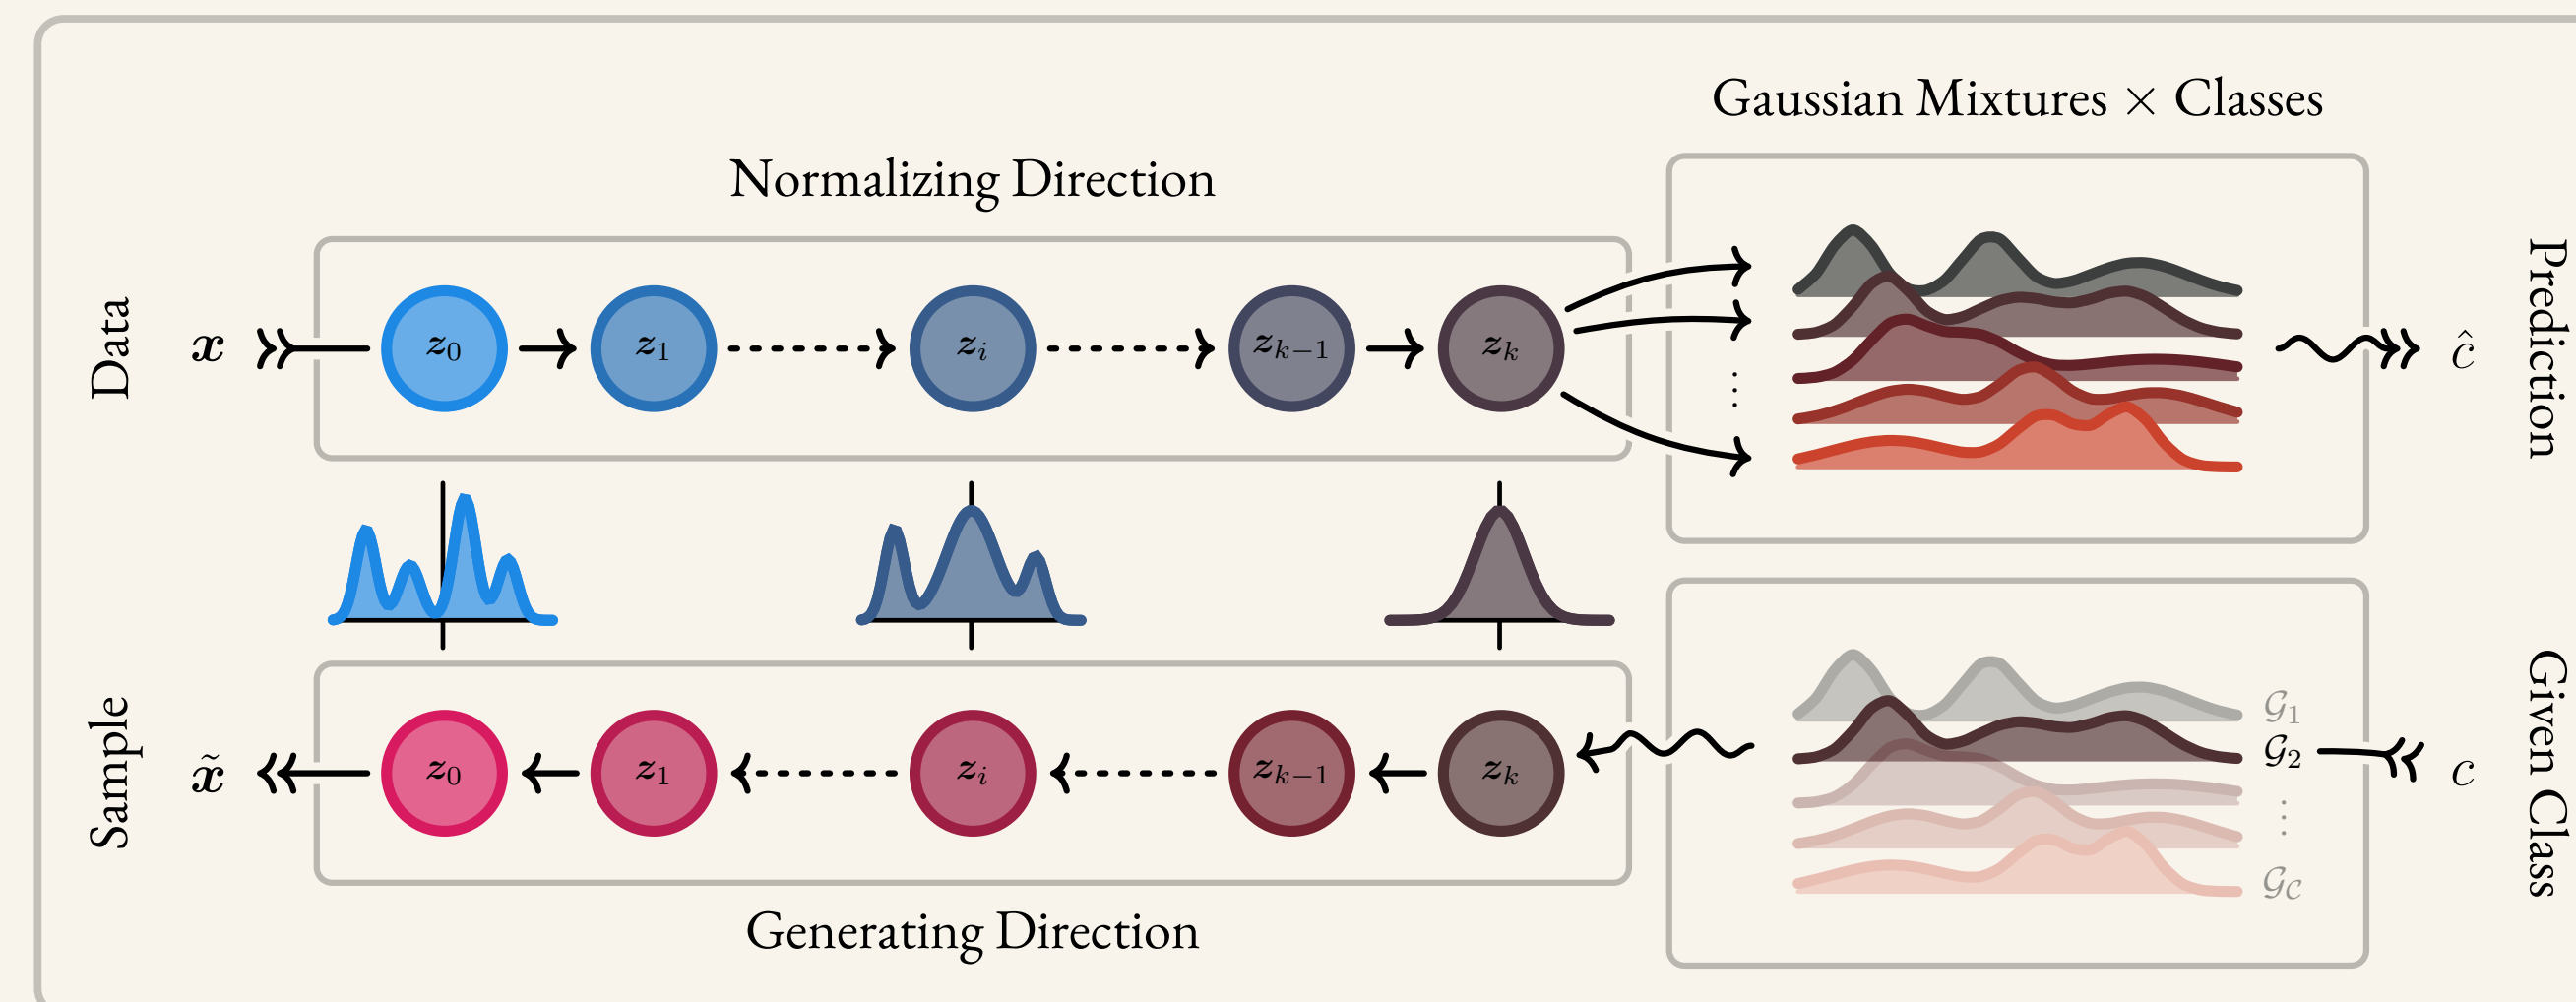 Gaussian Mixtures × Classes
Normalizing Direction
Data
x
z₀
z₁
zᵢ
zₖ₋₁
zₖ
⋮
ĉ
Prediction
Sample
x̃
z₀
z₁
zᵢ
zₖ₋₁
zₖ
𝒢₁
𝒢₂
⋮
𝒢_𝒞
c
Given Class
Generating Direction